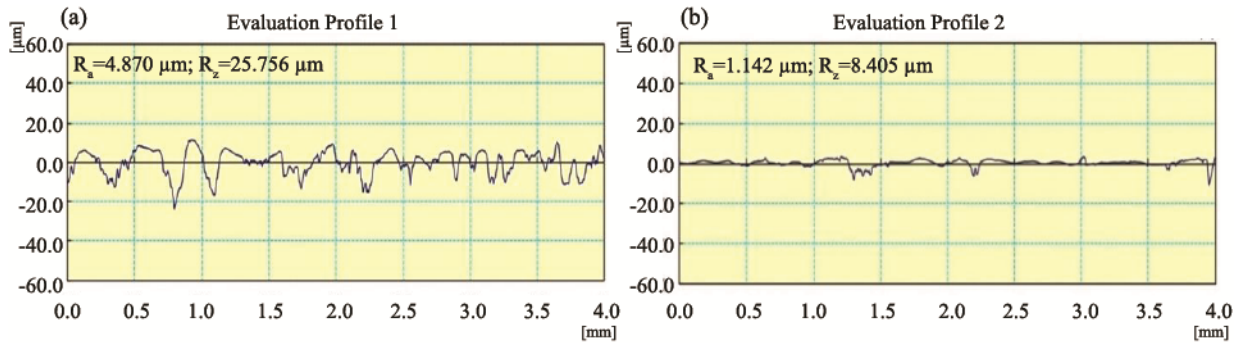 (a) Evaluation Profile 1
[µm]
60.0
R_a=4.870 µm; R_z=25.756 µm
40.0
20.0
0.0
-20.0
-40.0
-60.0
0.0 0.5 1.0 1.5 2.0 2.5 3.0 3.5 4.0
[mm]
(b) Evaluation Profile 2
[µm]
60.0
R_a=1.142 µm; R_z=8.405 µm
40.0
20.0
0.0
-20.0
-40.0
-60.0
0.0 0.5 1.0 1.5 2.0 2.5 3.0 3.5 4.0
[mm]